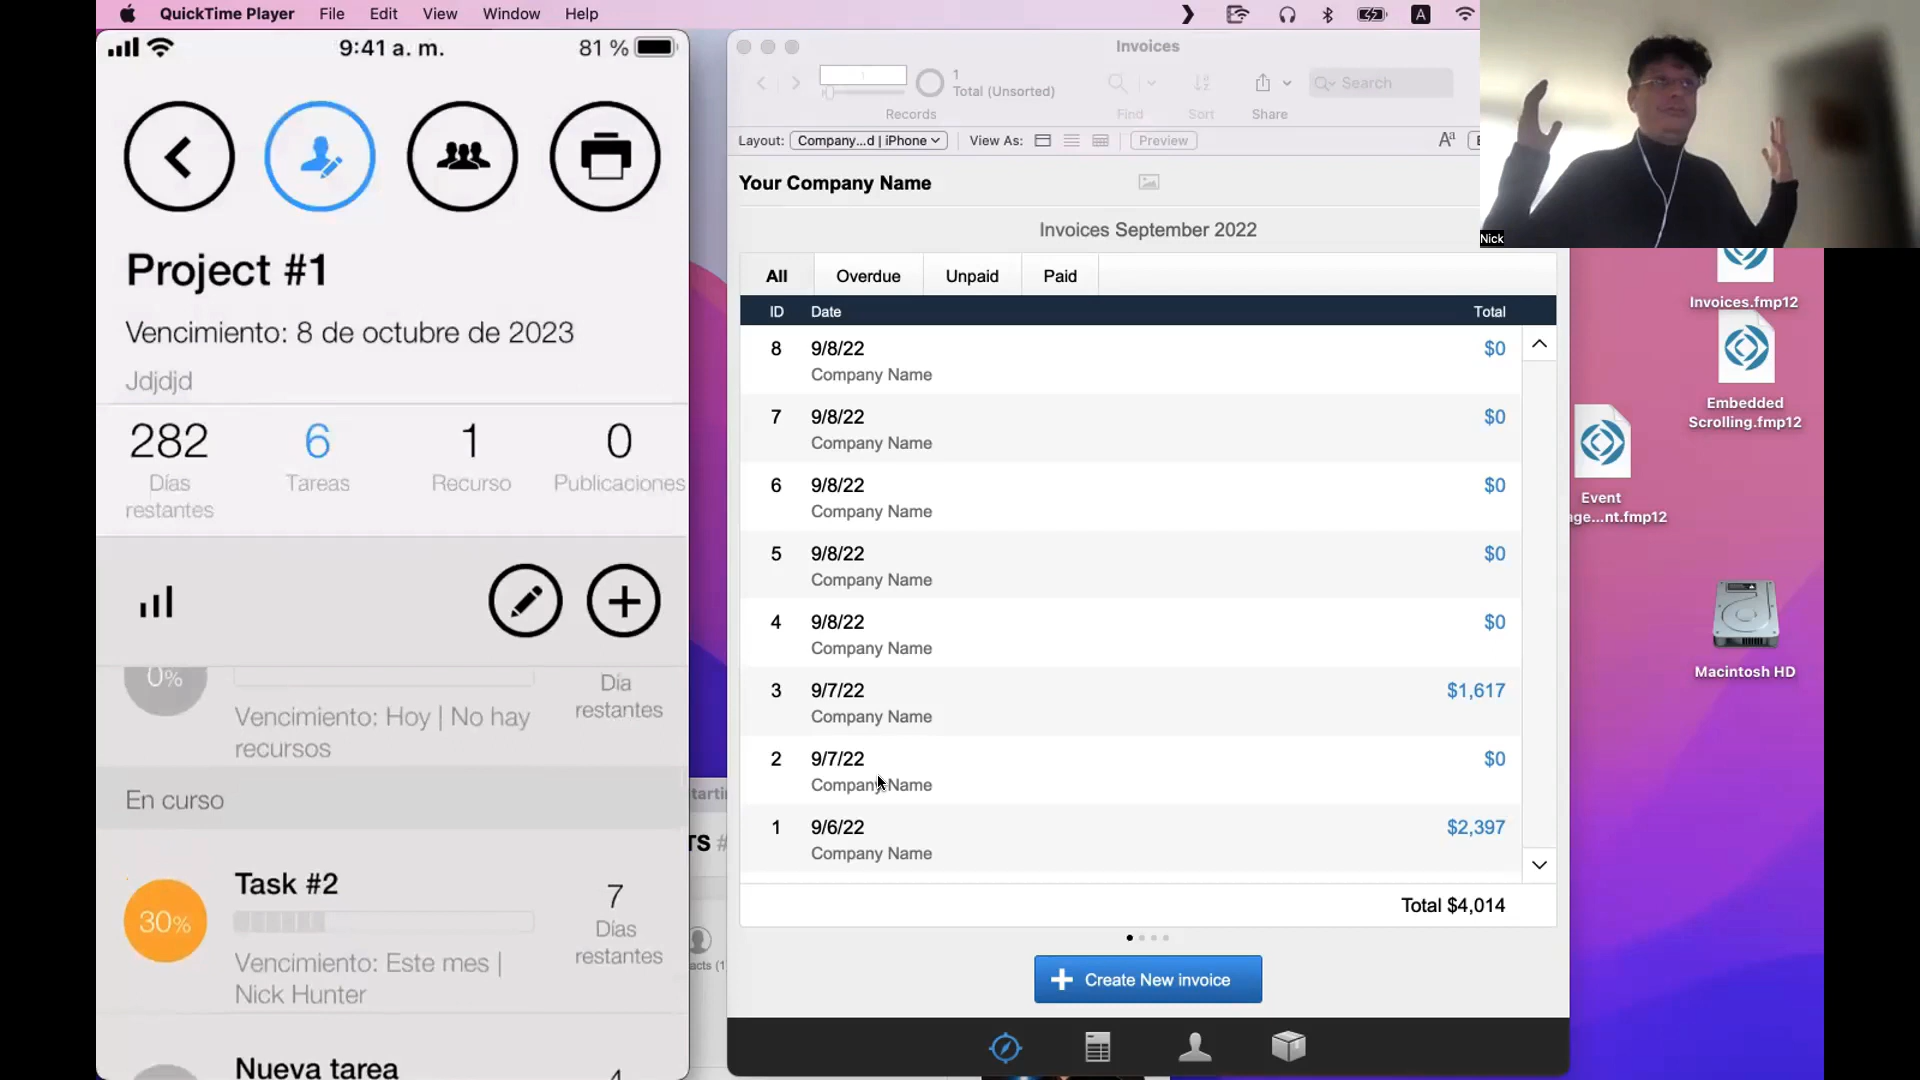 QuickTime Player File Edit View Window Help
A
9:41 a. m.
81 %
Project #1
Vencimiento: 8 de octubre de 2023
Jdjdjd
282
6
1
0
Días restantes
Tareas
Recurso
Publicaciones
0%
Vencimiento: Hoy | No hay
recursos
Día
restantes
En curso
Task #2
30%
Vencimiento: Este mes |
Nick Hunter
7
Días
restantes
Nueva tarea
4
Invoices
1
1
Total (Unsorted)
Records
Find
Sort
Share
Search
Layout: Company...d | iPhone
View As:
Preview
Aa
Your Company Name
Invoices September 2022
All Overdue Unpaid Paid
ID Date Total
8 9/8/22 $0
Company Name
7 9/8/22 $0
Company Name
6 9/8/22 $0
Company Name
5 9/8/22 $0
Company Name
4 9/8/22 $0
Company Name
3 9/7/22 $1,617
Company Name
2 9/7/22 $0
Company Name
1 9/6/22 $2,397
Company Name
Total $4,014
+ Create New invoice
Nick
Invoices.fmp12
Embedded
Scrolling.fmp12
Event
age...nt.fmp12
Macintosh HD